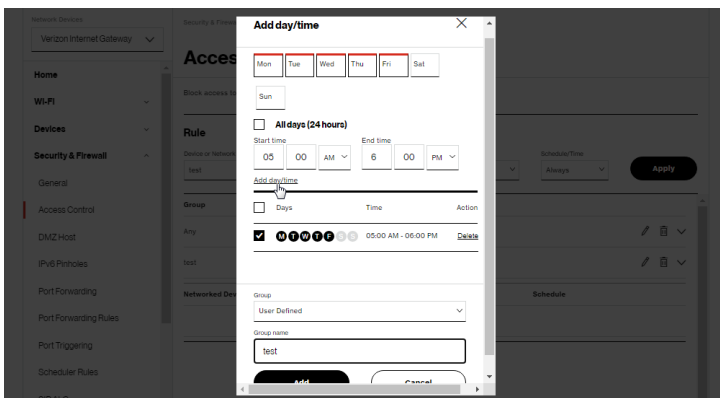 Network Devices
Verizon Internet Gateway
Home
Wi-Fi
Devices
Security & Firewall
General
Access Control
DMZ Host
IPv6 Pinholes
Port Forwarding
Port Forwarding Rules
Port Triggering
Scheduler Rules
Security & Firew
Acces
Block access to
Rule
Device or Network
test
Schedule/Time
Always
Apply
Group
Any
test
Networked Dev
Schedule
Add day/time
Mon Tue Wed Thu Fri Sat
Sun
All days (24 hours)
Start time End time
05 00 AM 6 00 PM
Add day/time
Days Time Action
M T W T F S S 05:00 AM - 06:00 PM Delete
Group
User Defined
Group name
test
Add Cancel